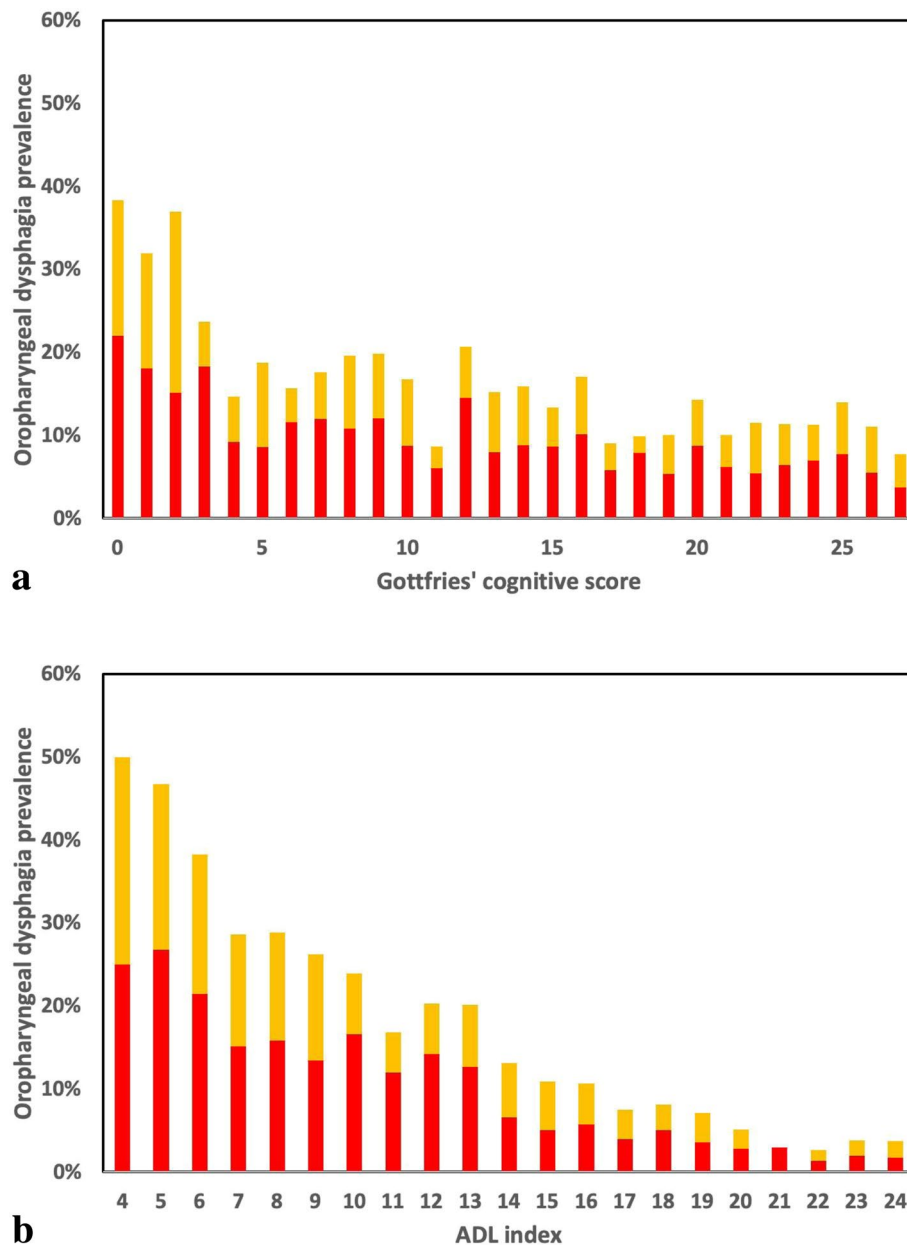 60%
50%
40%
30%
20%
10%
0%
Oropharyngeal dysphagia prevalence
0 5 10 15 20 25
Gottfries' cognitive score
a
60%
50%
40%
30%
20%
10%
0%
Oropharyngeal dysphagia prevalence
4 5 6 7 8 9 10 11 12 13 14 15 16 17 18 19 20 21 22 23 24
ADL index
b